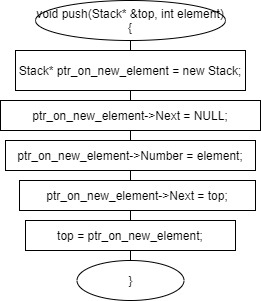 void push(Stack* &top, int element)
{
Stack* ptr_on_new_element = new Stack;
ptr_on_new_element->Next = NULL;
ptr_on_new_element->Number = element;
ptr_on_new_element->Next = top;
top = ptr_on_new_element;
}